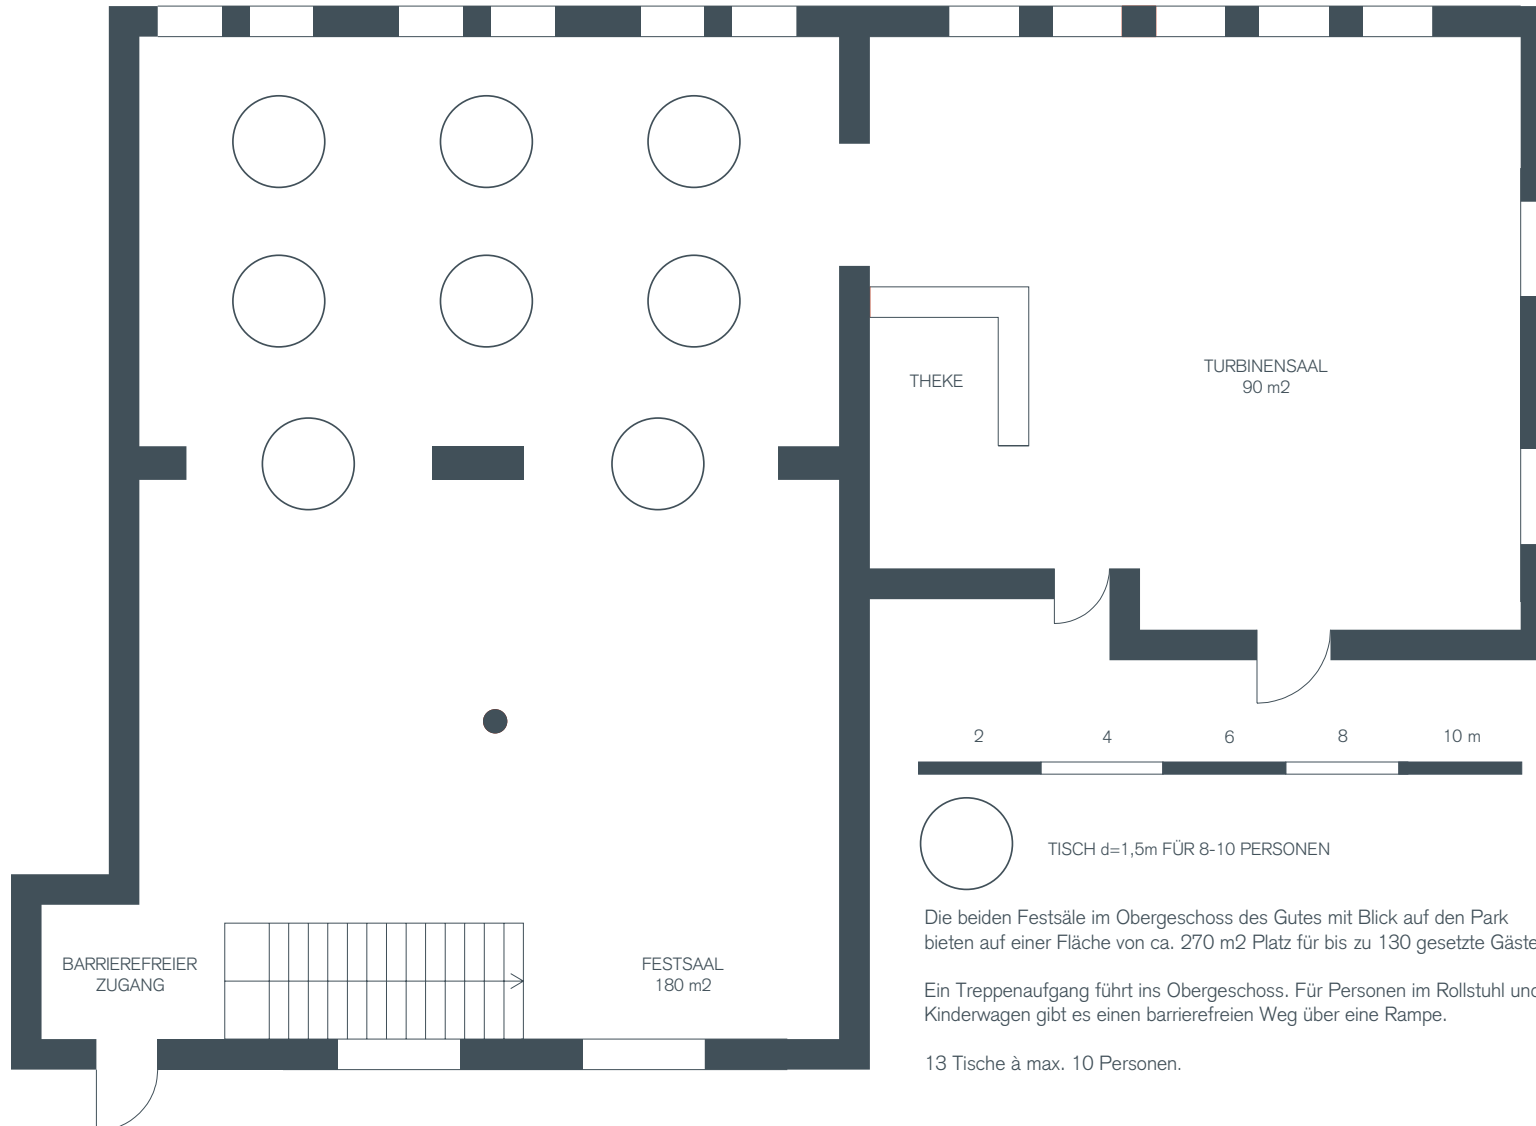 THEKE
TURBINENSAAL
90 m2
2 4 6 8 10 m
TISCH d=1,5m FÜR 8-10 PERSONEN
Die beiden Festsäle im Obergeschoss des Gutes mit Blick auf den Park
bieten auf einer Fläche von ca. 270 m2 Platz für bis zu 130 gesetzte Gäste
Ein Treppenaufgang führt ins Obergeschoss. Für Personen im Rollstuhl und
Kinderwagen gibt es einen barrierefreien Weg über eine Rampe.
13 Tische à max. 10 Personen.
BARRIEREFREIER
ZUGANG
FESTSAAL
180 m2